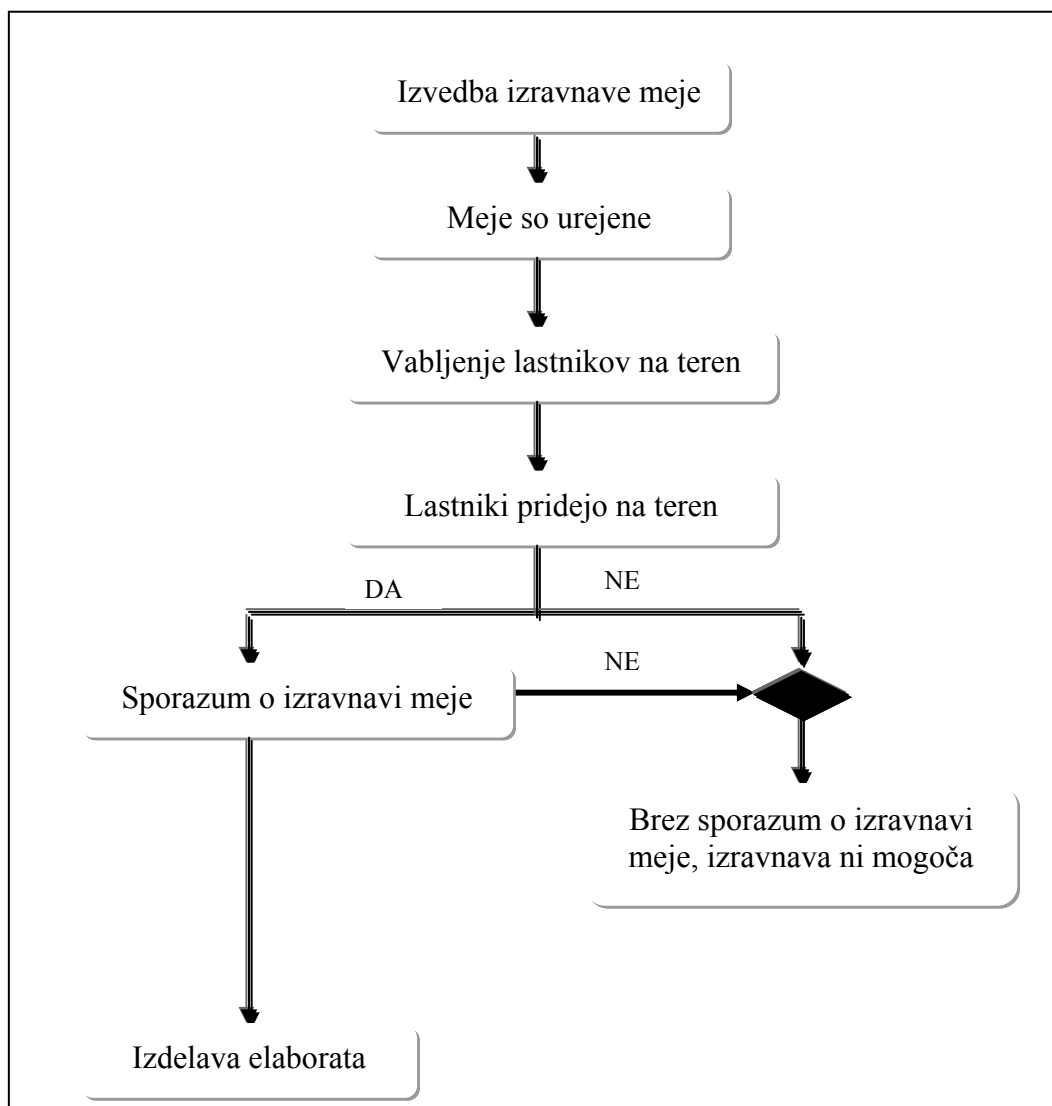 Izvedba izravnave meje
Meje so urejene
Vabljenje lastnikov na teren
Lastniki pridejo na teren
DA
NE
Sporazum o izravnavi meje
NE
Brez sporazum o izravnavi
meje, izravnava ni mogoča
Izdelava elaborata